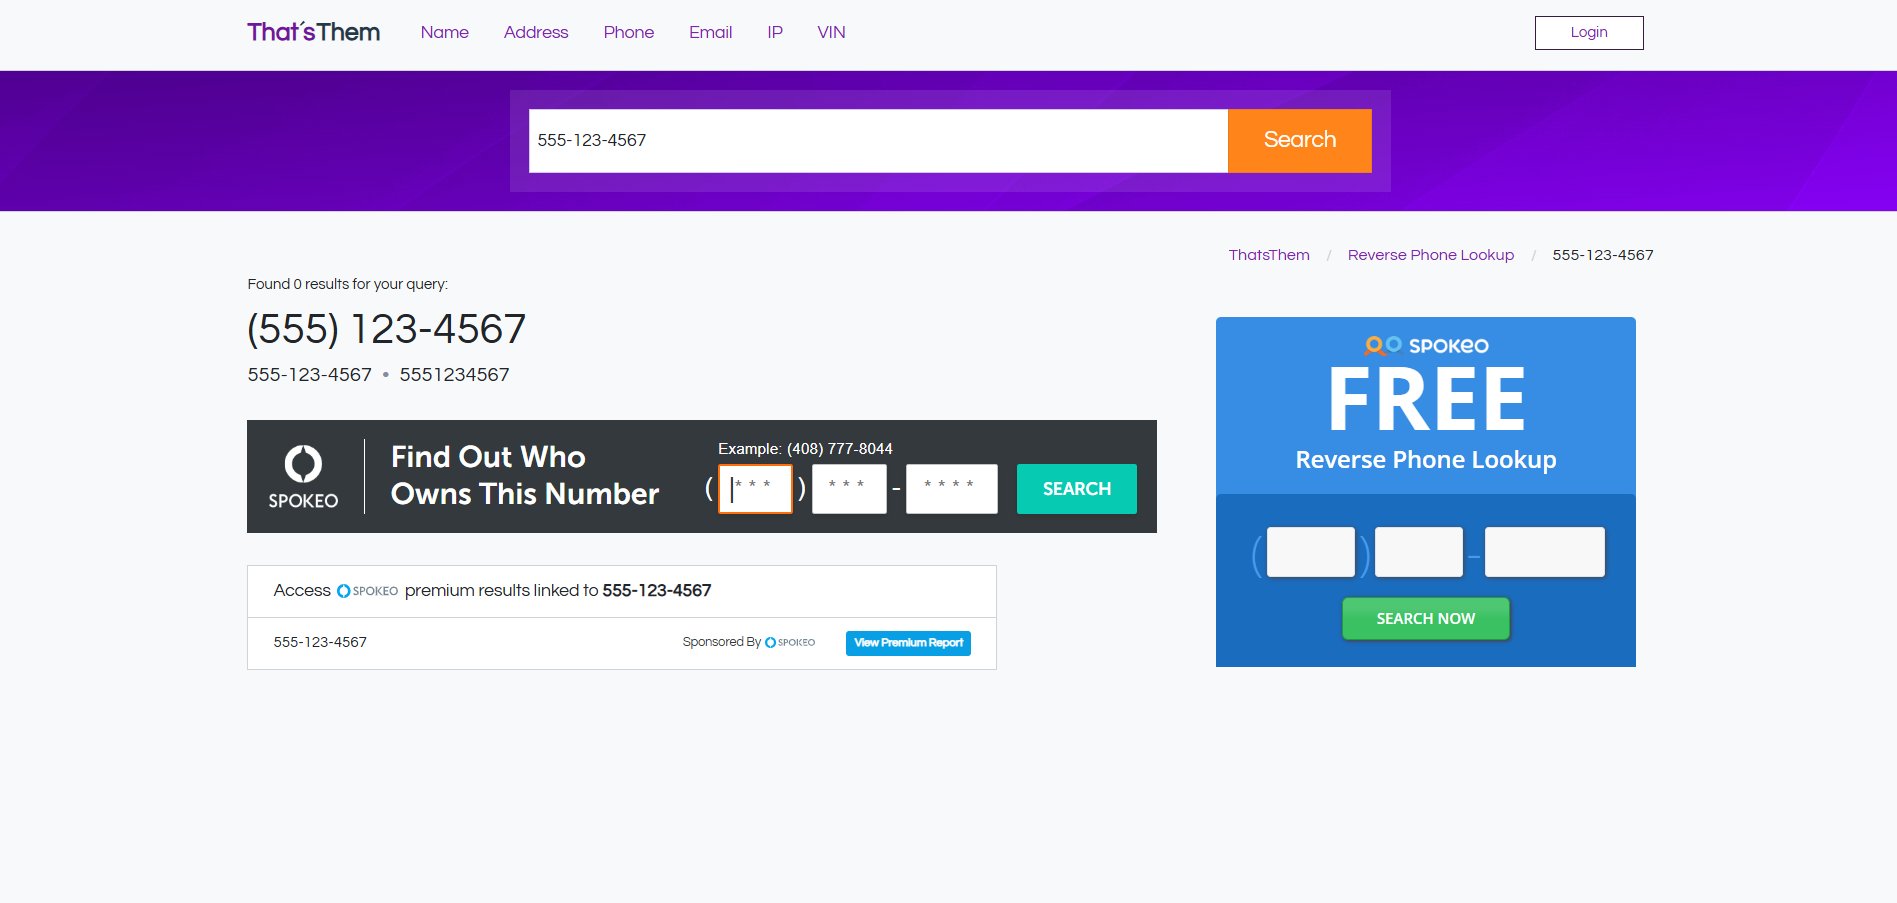 That'sThem Name Address Phone Email IP VIN Login
555-123-4567 Search
ThatsThem / Reverse Phone Lookup / 555-123-4567
Found 0 results for your query:
(555) 123-4567
555-123-4567 • 5551234567
SPOKEO
Find Out Who
Owns This Number
Example: (408) 777-8044
( * * * ) * * * - * * * *
SEARCH
Access SPOKEO premium results linked to 555-123-4567
555-123-4567 Sponsored By SPOKEO View Premium Report
SPOKEO
FREE
Reverse Phone Lookup
( ) -
SEARCH NOW